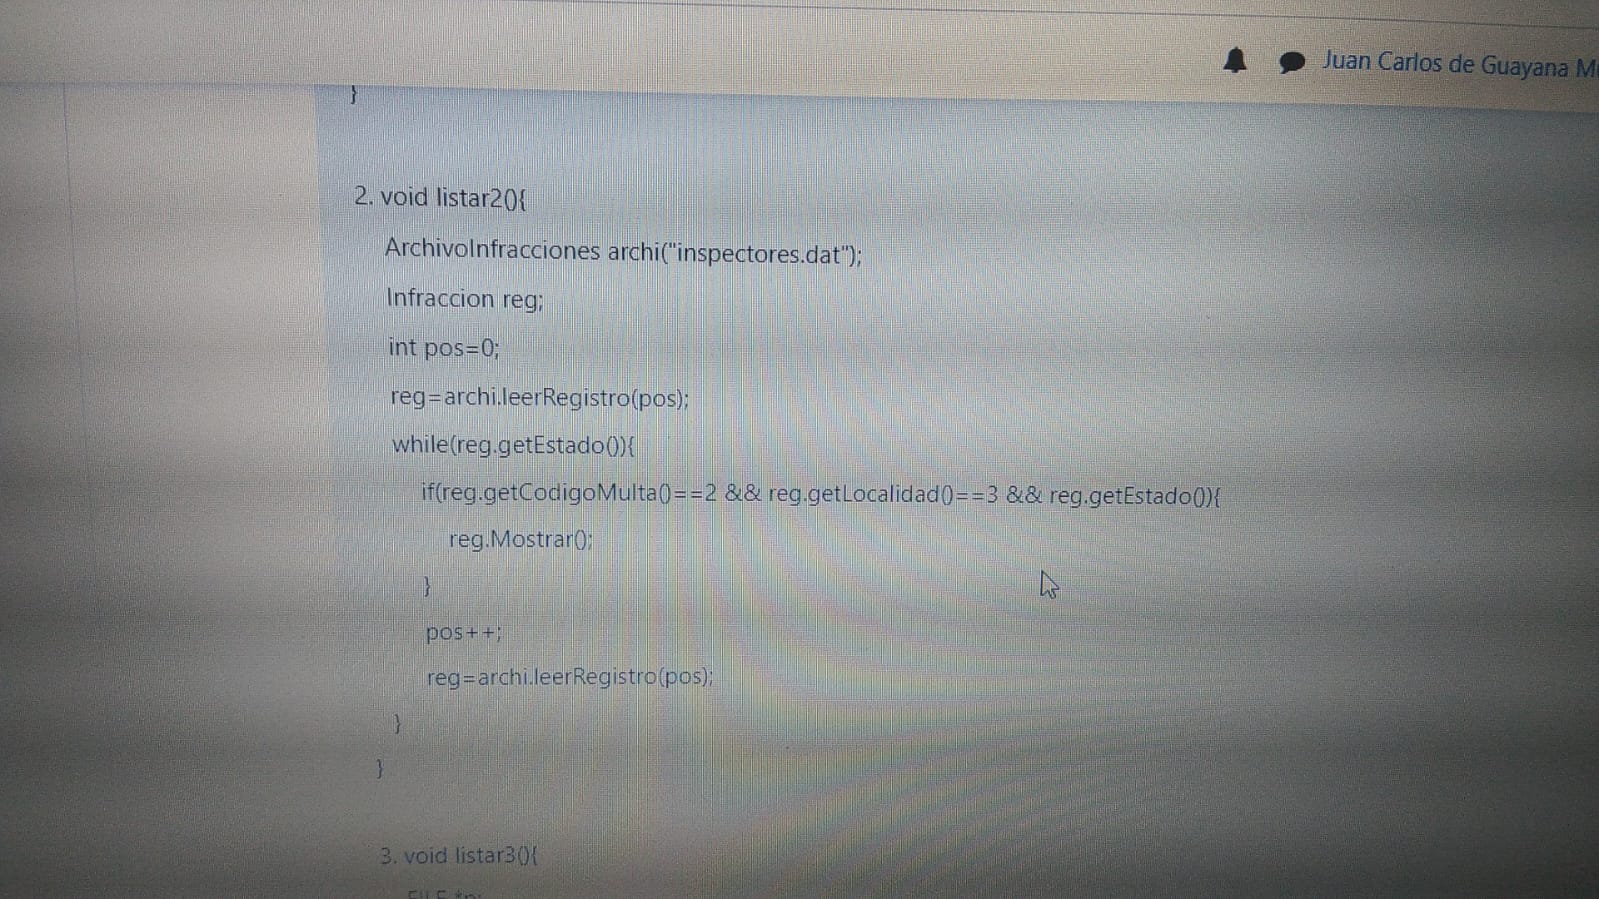 Juan Carlos de Guayana
}
2. void listar2(){
ArchivoInfracciones archi("inspectores.dat");
Infraccion reg;
int pos=0;
reg=archi.leerRegistro(pos);
while(reg.getEstado()){
if(reg.getCodigoMulta()==2 && reg.getLocalidad()==3 && reg.getEstado()){
reg.Mostrar();
}
pos++;
reg=archi.leerRegistro(pos);
}
}
3. void listar3(){